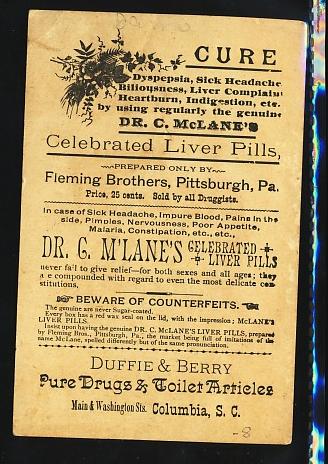 CURE
Dyspepsia, Sick Headache
Biliousness, Liver Complain
Heartburn, Indigestion, etc.
by using regularly the genuine
DR. C. McLANE'S
Celebrated Liver Pills,
PREPARED ONLY BY
Fleming Brothers, Pittsburgh, Pa.
Price, 25 cents. Sold by all Druggists.
In case of Sick Headache, Impure Blood, Pains in the
side, Pimples, Nervousness, Poor Appetite,
Malaria, Constipation, etc., etc.,
DR. C. M'LANE'S CELEBRATED
LIVER PILLS
never fail to give relief—for both sexes and all ages; they
a e compounded with regard to even the most delicate con-
stitutions.
BEWARE OF COUNTERFEITS.
The genuine are never Sugar-coated.
Every box has a red wax seal on the lid, with the impression; McLANE'S
LIVER PILLS.
Insist upon having the genuine DR. C. McLANE'S LIVER PILLS, prepared
by Fleming Bros., Pittsburgh, Pa., the market being full of imitations of the
name McLane, spelled differently but of the same pronunciation.
DUFFIE & BERRY
Pure Drugs & Toilet Articles
Main & Washington Sts. Columbia, S. C.
-8